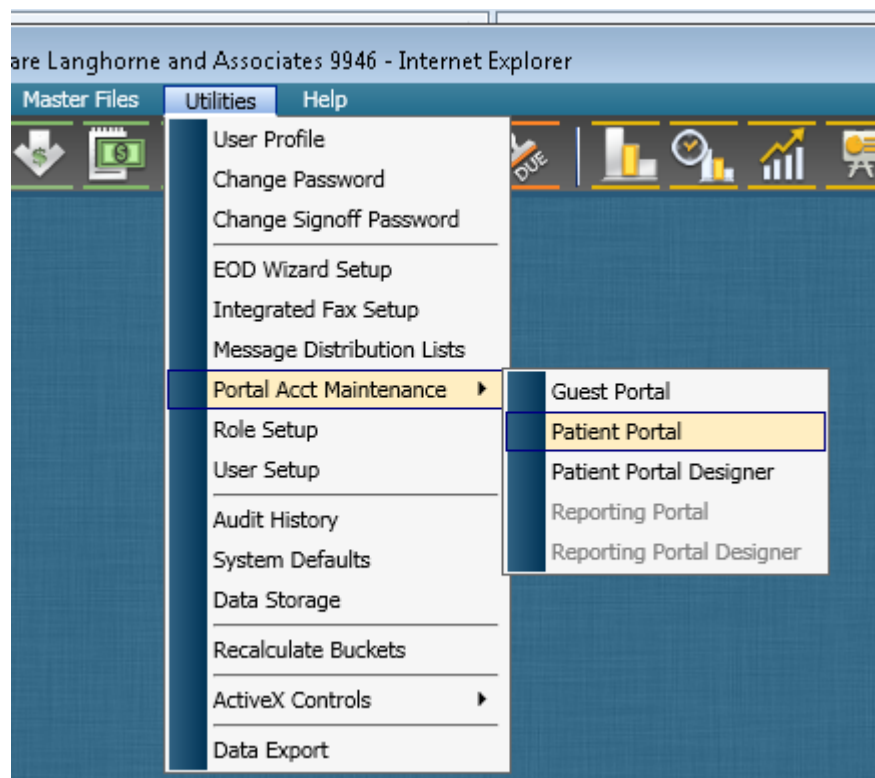 are Langhorne and Associates 9946 - Internet Explorer
Master Files Utilities Help
DUE
User Profile
Change Password
Change Signoff Password
EOD Wizard Setup
Integrated Fax Setup
Message Distribution Lists
Portal Acct Maintenance
Role Setup
User Setup
Audit History
System Defaults
Data Storage
Recalculate Buckets
ActiveX Controls
Data Export
Guest Portal
Patient Portal
Patient Portal Designer
Reporting Portal
Reporting Portal Designer